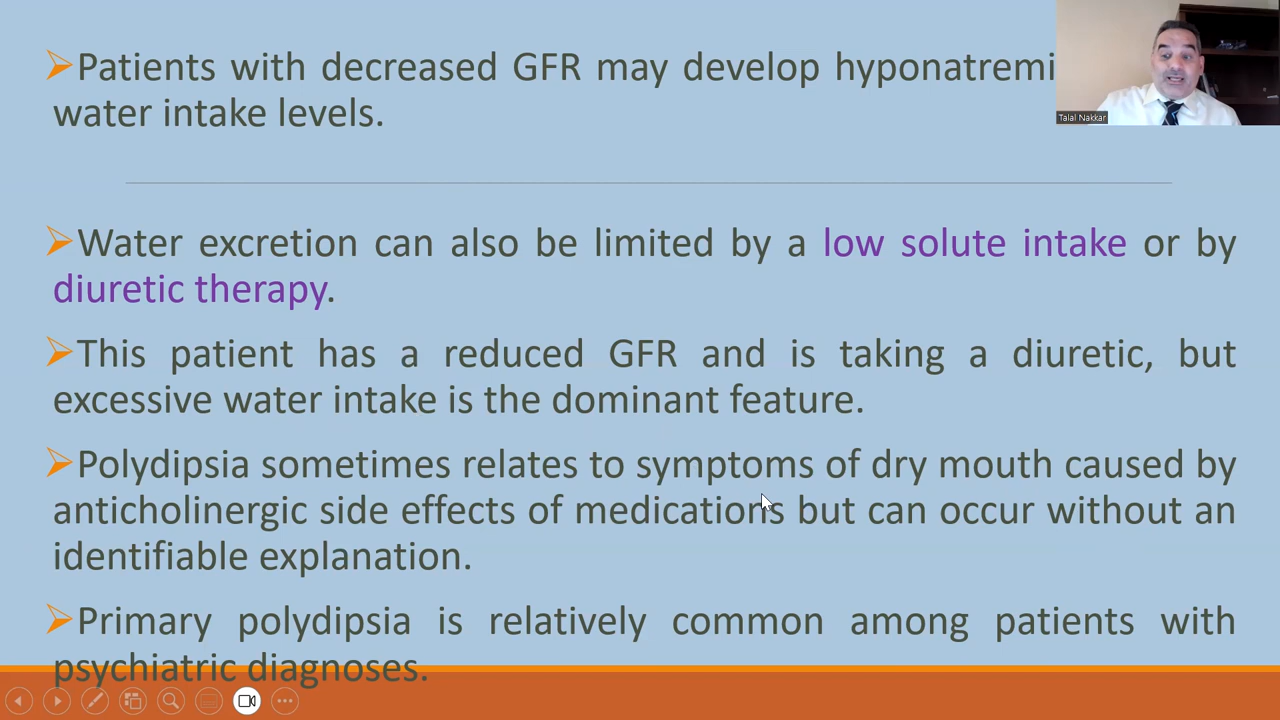 Patients with decreased GFR may develop hyponatremi
water intake levels.
Talal Nakkar
Water excretion can also be limited by a low solute intake or by
diuretic therapy.
This patient has a reduced GFR and is taking a diuretic, but
excessive water intake is the dominant feature.
Polydipsia sometimes relates to symptoms of dry mouth caused by
anticholinergic side effects of medications but can occur without an
identifiable explanation.
Primary polydipsia is relatively common among patients with
psychiatric diagnoses.